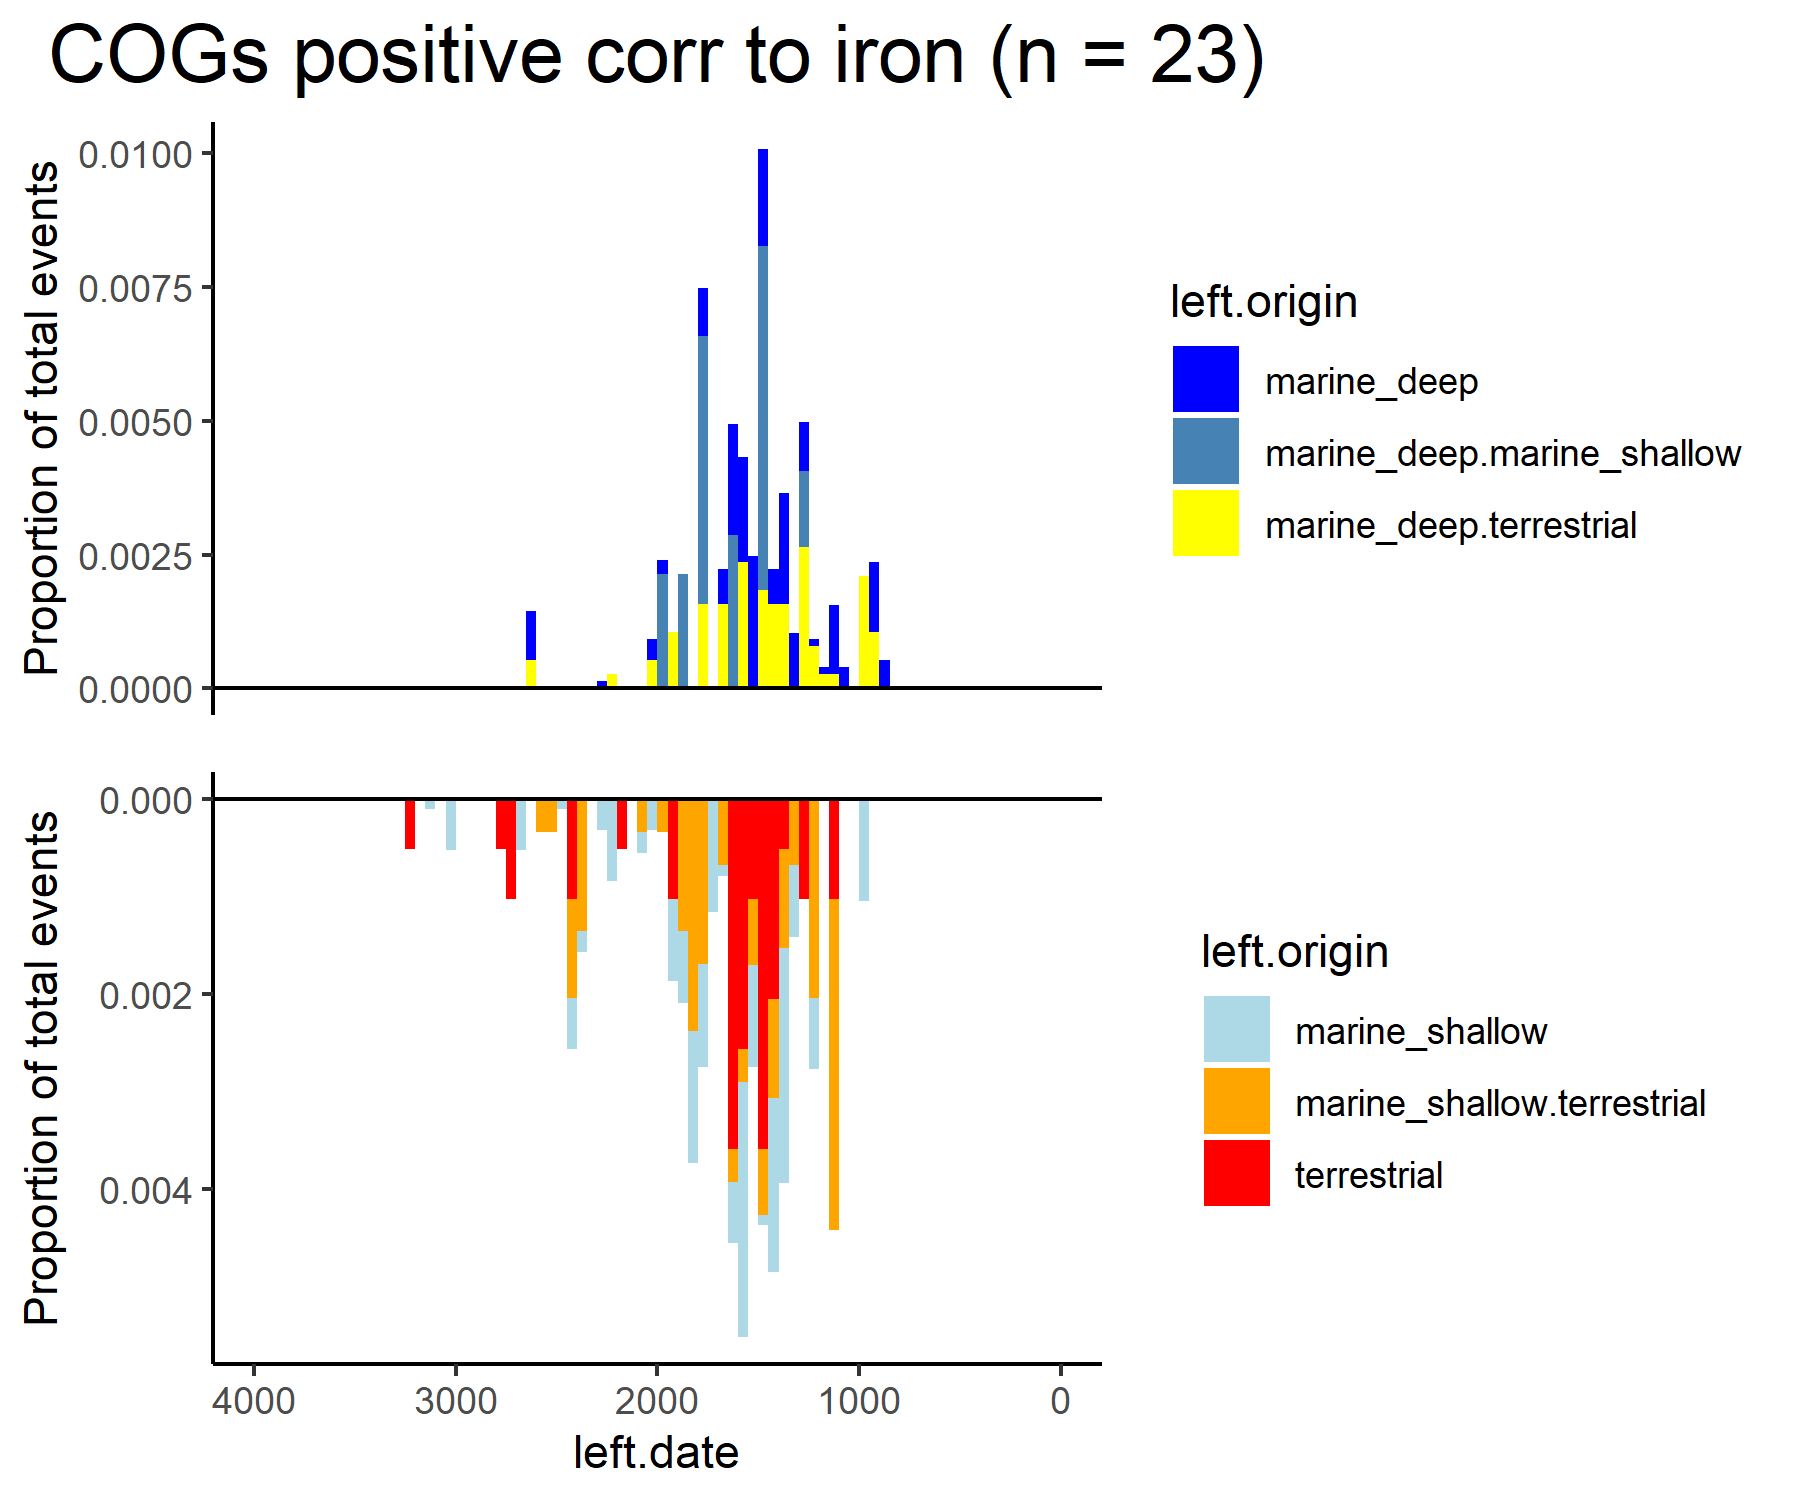 COGs positive corr to iron (n = 23)
Proportion of total events
0.0100
0.0075
0.0050
0.0025
0.0000
left.origin
marine_deep
marine_deep.marine_shallow
marine_deep.terrestrial
Proportion of total events
0.000
0.002
0.004
left.origin
marine_shallow
marine_shallow.terrestrial
terrestrial
4000 3000 2000 1000 0
left.date